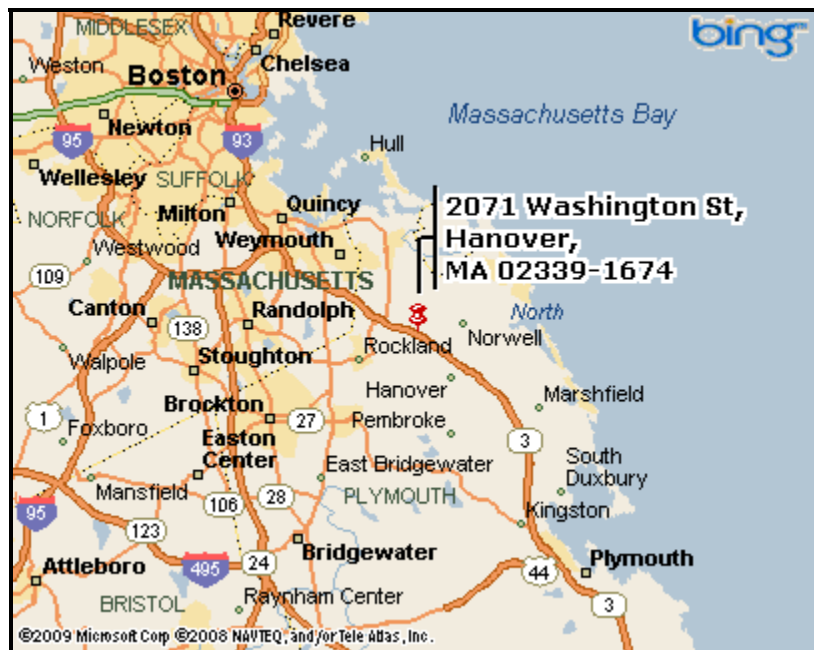 MIDDLESEX
Revere
bing
Weston
Chelsea
Boston
Massachusetts Bay
Newton
95
93
Hull
Wellesley
SUFFOLK
Milton
Quincy
2071 Washington St,
Hanover,
MA 02339-1674
NORFOLK
Westwood
Weymouth
109
MASSACHUSETTS
Canton
138
Randolph
North
Norwell
Walpole
Rockland
Stoughton
Hanover
Marshfield
Brockton
1
27
Pembroke
Foxboro
3
Easton
Center
East Bridgewater
South
Duxbury
Mansfield
28
PLYMOUTH
106
95
Kingston
123
Bridgewater
Attleboro
495
24
44
Plymouth
BRISTOL
Raynham Center
3
©2009 Microsoft Corp ©2008 NAVTEQ, and/or Tele Atlas, Inc.